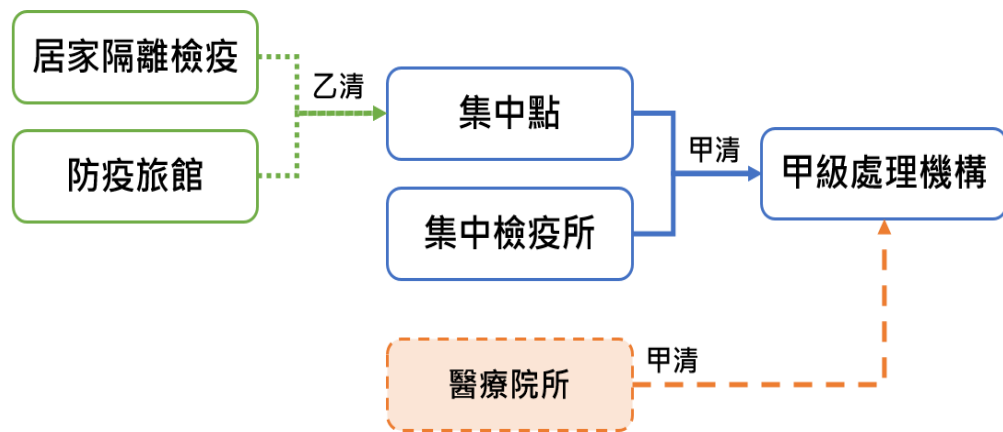 居家隔離檢疫
防疫旅館
乙清
集中點
集中檢疫所
甲清
甲級處理機構
醫療院所
甲清